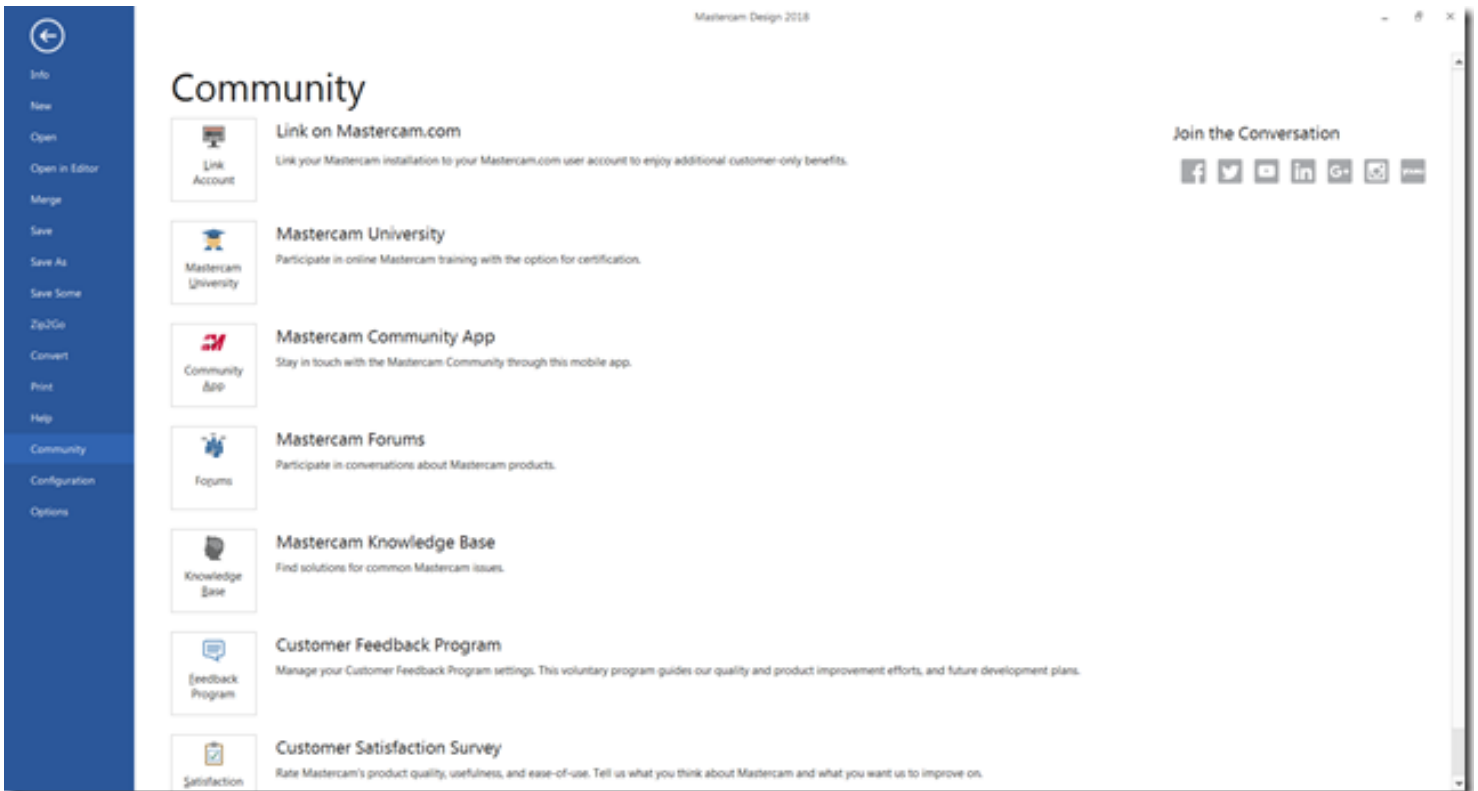 Mastercam Design 2018
Info
New
Open
Open in Editor
Merge
Save
Save As
Save Some
Zip2Go
Convert
Print
Help
Community
Configuration
Options
Community
Link
Account
Link on Mastercam.com
Link your Mastercam installation to your Mastercam.com user account to enjoy additional customer-only benefits.
Mastercam
University
Mastercam University
Participate in online Mastercam training with the option for certification.
Community
App
Mastercam Community App
Stay in touch with the Mastercam Community through this mobile app.
Forums
Mastercam Forums
Participate in conversations about Mastercam products.
Knowledge
Base
Mastercam Knowledge Base
Find solutions for common Mastercam issues.
Feedback
Program
Customer Feedback Program
Manage your Customer Feedback Program settings. This voluntary program guides our quality and product improvement efforts, and future development plans.
Satisfaction
Customer Satisfaction Survey
Rate Mastercam's product quality, usefulness, and ease-of-use. Tell us what you think about Mastercam and what you want us to improve on.
Join the Conversation
f
in
G+